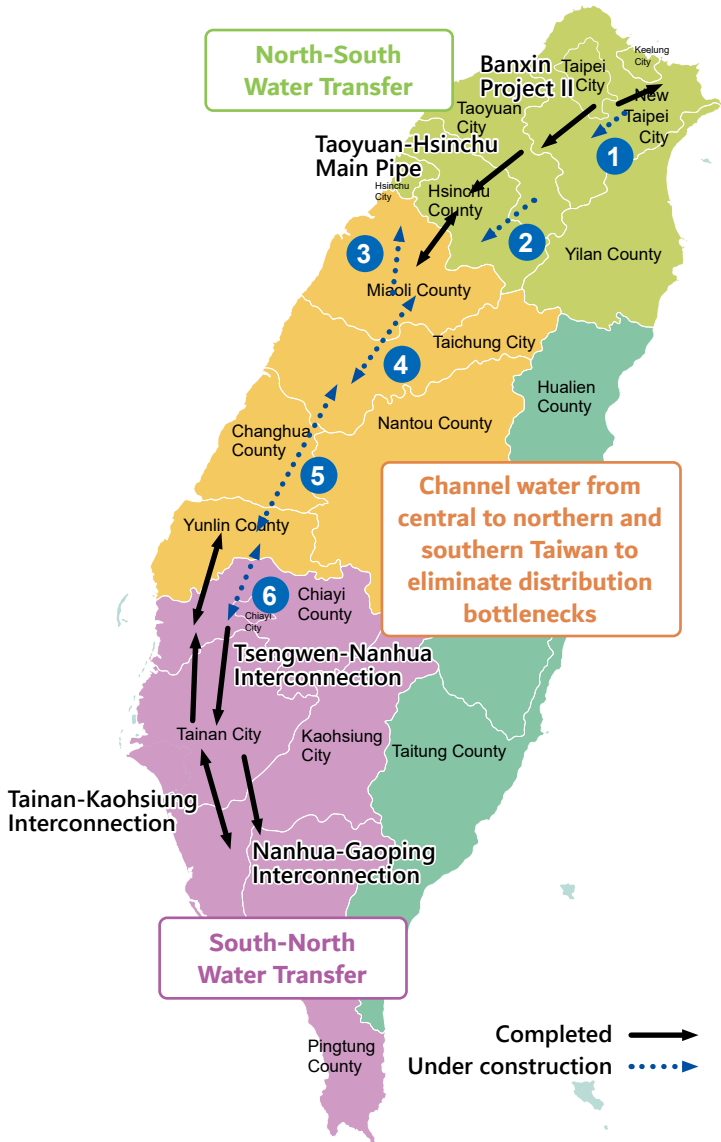 North-South
Water Transfer
Keelung
City
Banxin
Project II
Taipei
City
New
Taipei
City
Taoyuan
City
1
Taoyuan-Hsinchu
Main Pipe
Hsinchu
City
Hsinchu
County
2
Yilan County
3
Miaoli County
Taichung City
4
Hualien
County
Nantou County
Changhua
County
5
Channel water from
central to northern and
southern Taiwan to
eliminate distribution
bottlenecks
Yunlin County
6
Chiayi
County
Chiayi
City
Tsengwen-Nanhua
Interconnection
Tainan City
Kaohsiung
City
Taitung County
Tainan-Kaohsiung
Interconnection
Nanhua-Gaoping
Interconnection
South-North
Water Transfer
Pingtung
County
Completed
Under construction